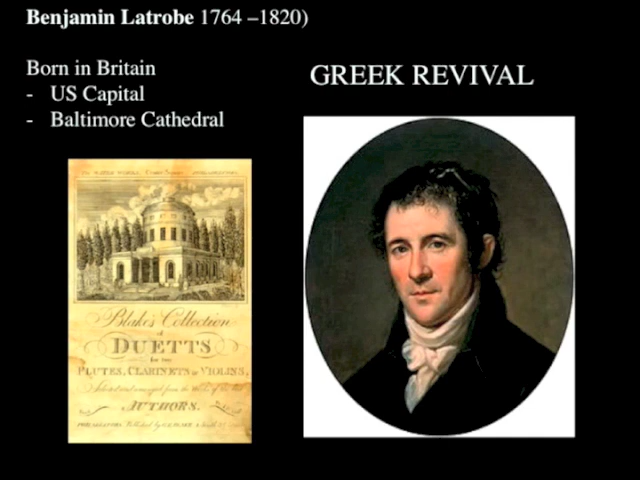 Benjamin Latrobe 1764 –1820)
Born in Britain
- US Capital
- Baltimore Cathedral
GREEK REVIVAL
Blake's Collection
of
DUETTS
for two
FLUTES, CLARINETS or VIOLINS,
AUTHORS.